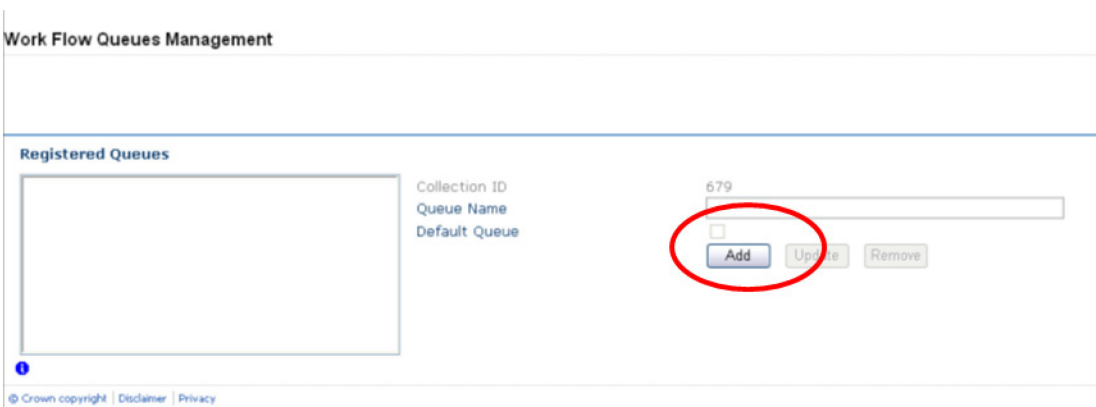 Work Flow Queues Management
Registered Queues
Collection ID 679
Queue Name
Default Queue
Add Update Remove
© Crown copyright | Disclaimer | Privacy